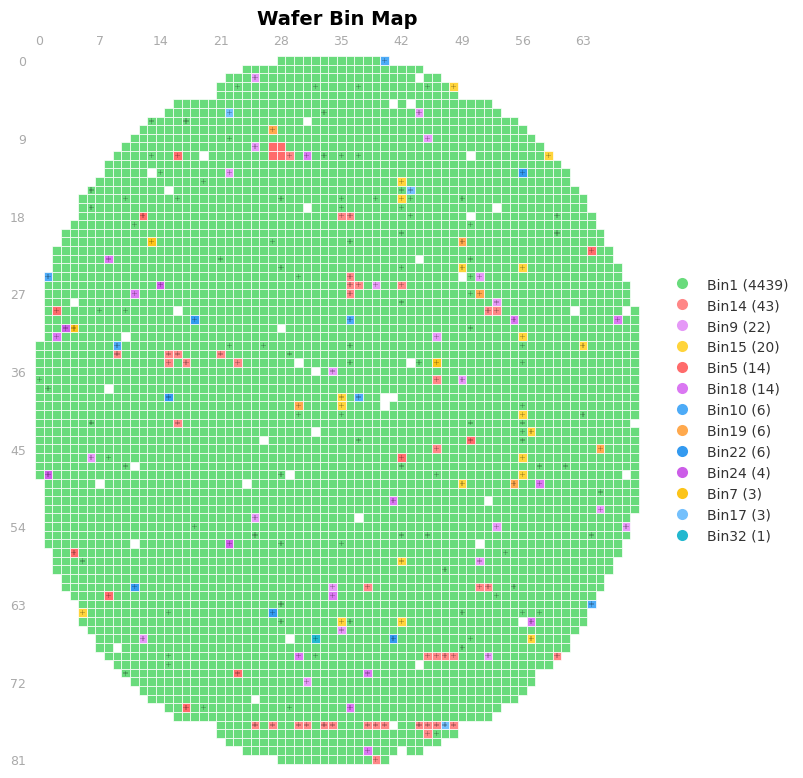 Wafer Bin Map
0 7 14 21 28 35 42 49 56 63
0
9
18
27
36
45
54
63
72
81
Bin1 (4439)
Bin14 (43)
Bin9 (22)
Bin15 (20)
Bin5 (14)
Bin18 (14)
Bin10 (6)
Bin19 (6)
Bin22 (6)
Bin24 (4)
Bin7 (3)
Bin17 (3)
Bin32 (1)